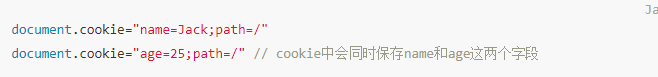 Ja
document.cookie="name=Jack;path=/"
document.cookie="age=25;path=/" // cookie中会同时保存name和age这两个字段